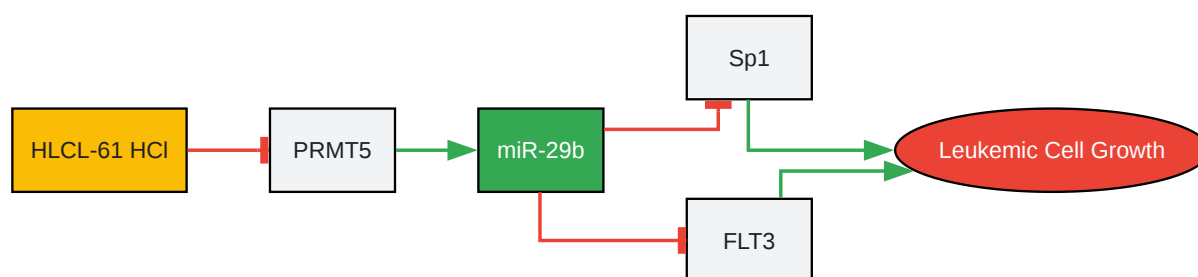 HLCL-61 HCl
PRMT5
miR-29b
Sp1
FLT3
Leukemic Cell Growth